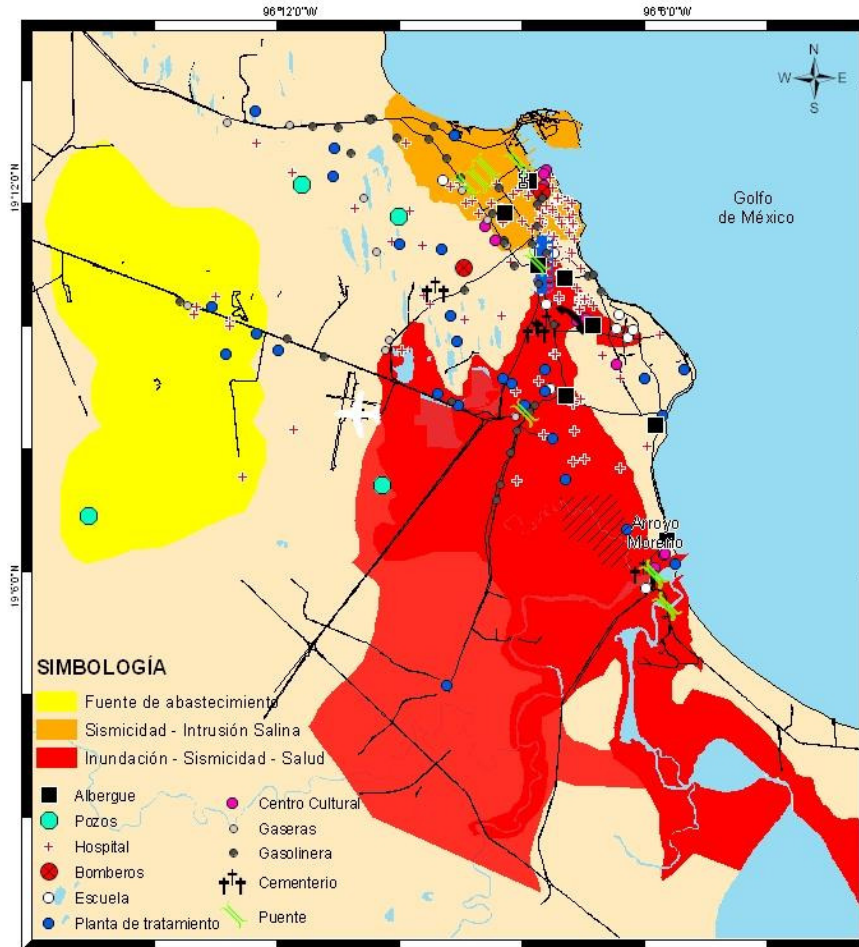 96°12'0"W
96°6'0"W
N
W E
S
19°12'0"N
Golfo
de México
Arroyo
Moreno
19°6'0"N
SIMBOLOGÍA
Fuente de abastecimiento
Sismicidad - Intrusión Salina
Inundación - Sismicidad - Salud
Albergue
Pozos
Hospital
Bomberos
Escuela
Planta de tratamiento
Centro Cultural
Gaseras
Gasolinera
Cementerio
Puente